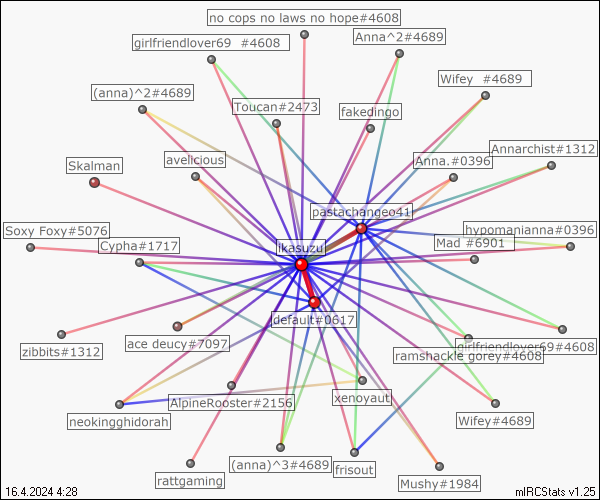 no cops no laws no hope#4608
Anna^2#4689
girlfriendlover69 #4608
Wifey #4689
(anna)^2#4689
Toucan#2473
fakedingo
Annarchist#1312
avelicious
Anna.#0396
Skalman
pastachangeo41
Soxy Foxy#5076
hypomanianna#0396
Cypha#1717
ikasuzu
Mad #6901
default#0617
zibbits#1312
ace deucy#7097
girlfriendlover69#4608
ramshackle gorey#4608
AlpineRooster#2156
xenoyaut
neokingghidorah
Wifey#4689
(anna)^3#4689
frisout
rattgaming
Mushy#1984
16.4.2024 4:28
mIRCStats v1.25